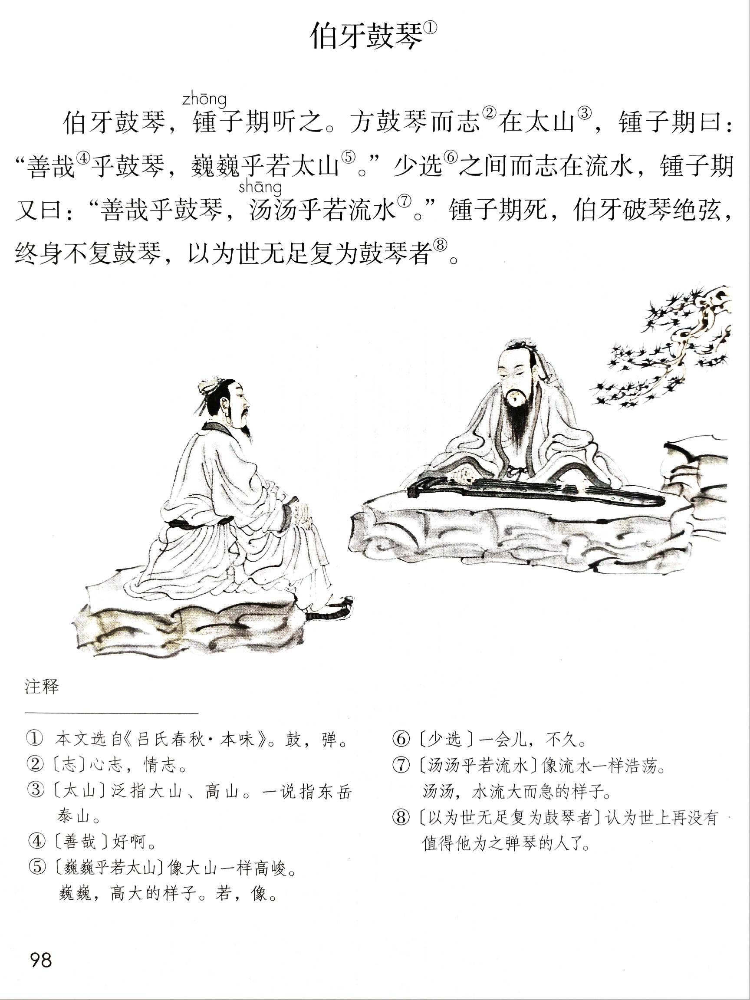 伯牙鼓琴①
zhōng
伯牙鼓琴，锺子期听之。方鼓琴而志②在太山③，锺子期曰：
“善哉④乎鼓琴，巍巍乎若太山⑤。”少选⑥之间而志在流水，锺子期
shāng
又曰：“善哉乎鼓琴，汤汤乎若流水⑦。”锺子期死，伯牙破琴绝弦，
终身不复鼓琴，以为世无足复为鼓琴者⑧。
注释
① 本文选自《吕氏春秋·本味》。鼓，弹。
②〔志〕心志，情志。
③〔太山〕泛指大山、高山。一说指东岳
泰山。
④〔善哉〕好啊。
⑤〔巍巍乎若太山〕像大山一样高峻。
巍巍，高大的样子。若，像。
⑥〔少选〕一会儿，不久。
⑦〔汤汤乎若流水〕像流水一样浩荡。
汤汤，水流大而急的样子。
⑧〔以为世无足复为鼓琴者〕认为世上再没有
值得他为之弹琴的人了。
98